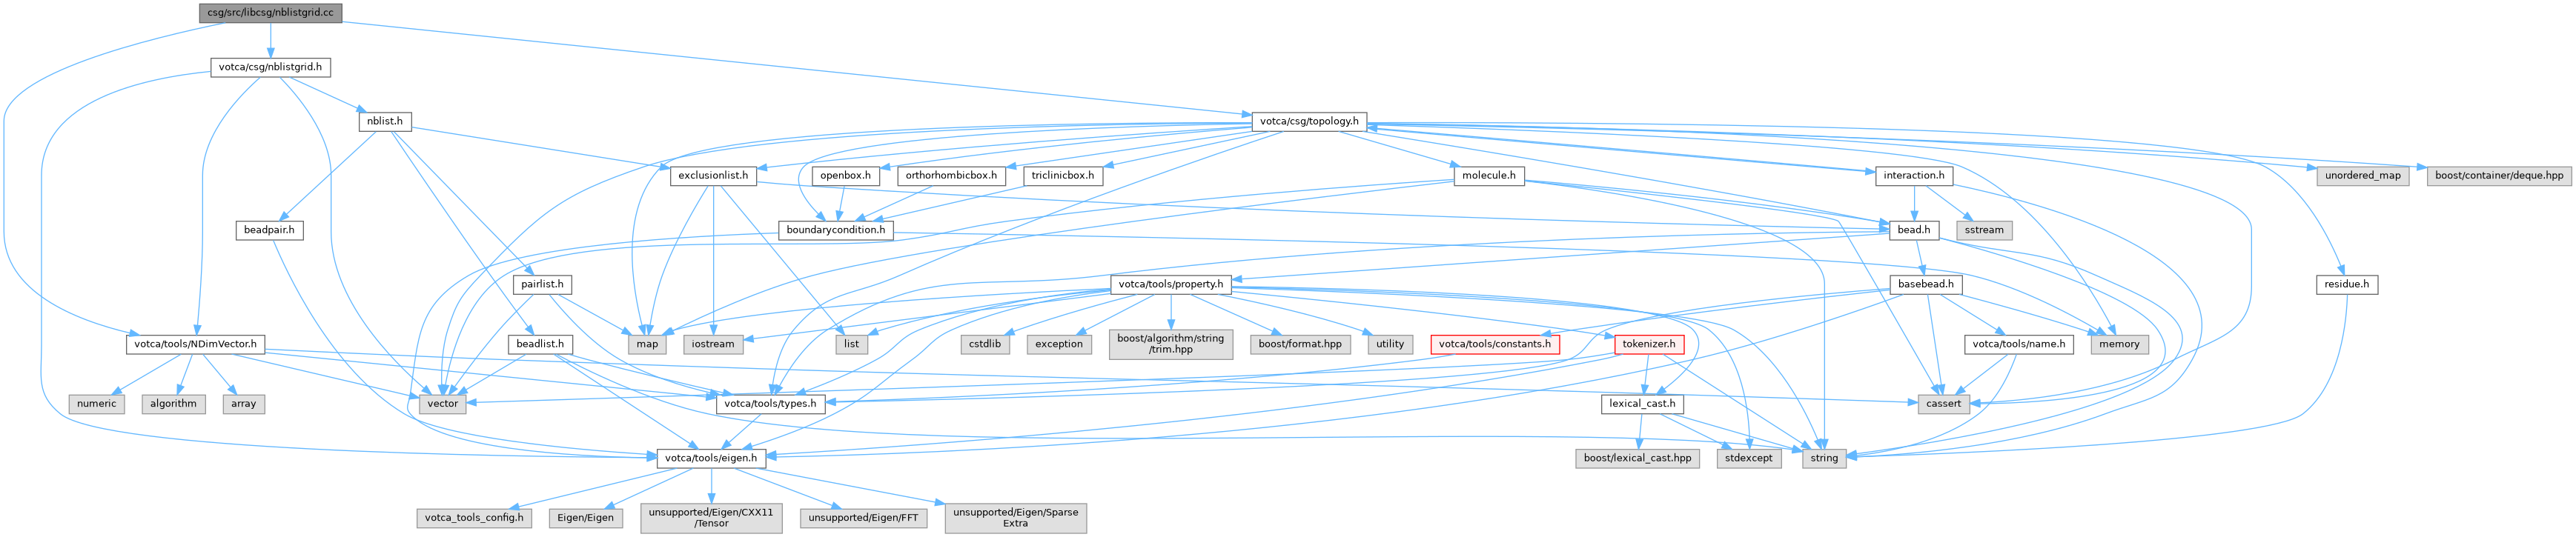 csg/src/libcsg/nblistgrid.cc
votca/csg/nblistgrid.h
nblist.h
votca/csg/topology.h
exclusionlist.h
openbox.h
orthorhombicbox.h
triclinicbox.h
molecule.h
interaction.h
unordered_map
boost/container/deque.hpp
beadpair.h
boundarycondition.h
bead.h
sstream
pairlist.h
votca/tools/property.h
basebead.h
residue.h
votca/tools/NDimVector.h
beadlist.h
map
iostream
list
cstdlib
exception
boost/algorithm/string
/trim.hpp
boost/format.hpp
utility
votca/tools/constants.h
tokenizer.h
votca/tools/name.h
memory
numeric
algorithm
array
vector
votca/tools/types.h
lexical_cast.h
cassert
votca/tools/eigen.h
boost/lexical_cast.hpp
stdexcept
string
votca_tools_config.h
Eigen/Eigen
unsupported/Eigen/CXX11
/Tensor
unsupported/Eigen/FFT
unsupported/Eigen/Sparse
Extra